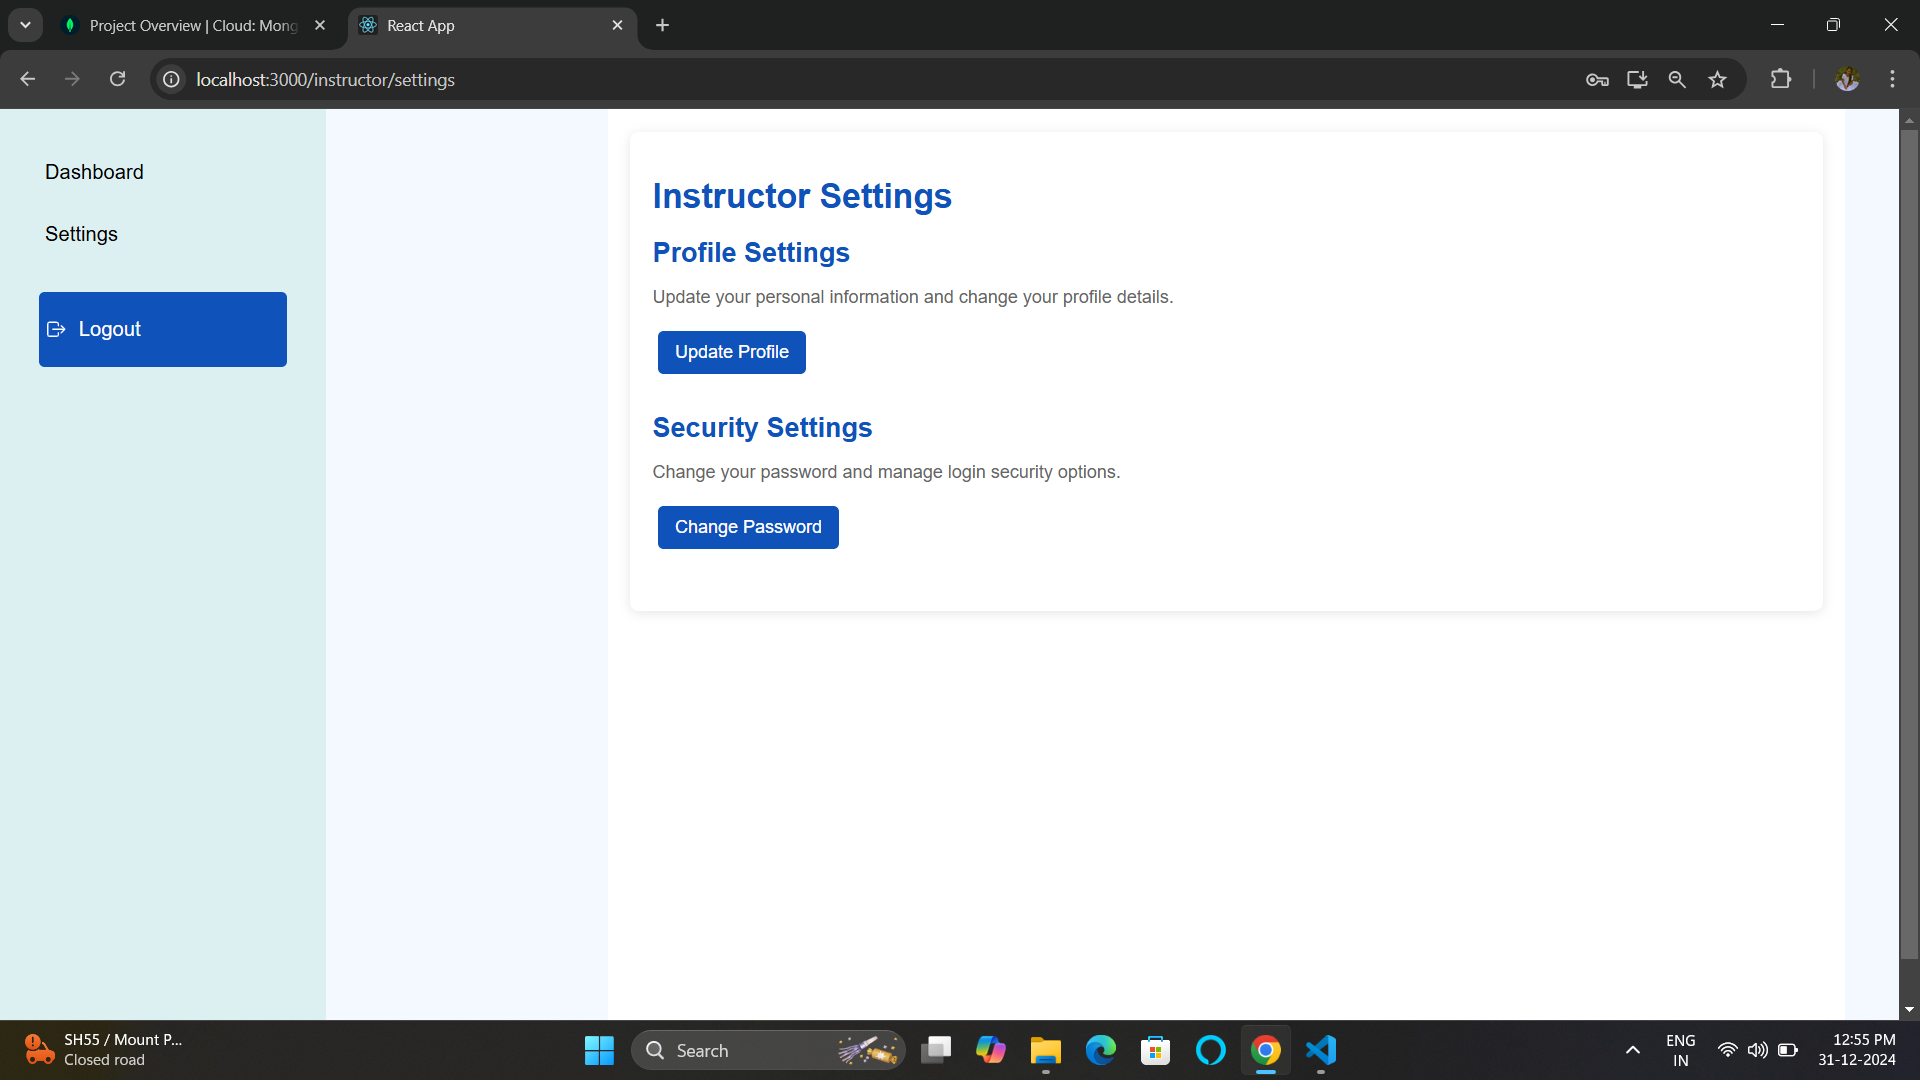 Project Overview | Cloud: Mong
React App
localhost:3000/instructor/settings
Dashboard
Settings
Logout
Instructor Settings
Profile Settings
Update your personal information and change your profile details.
Update Profile
Security Settings
Change your password and manage login security options.
Change Password
SH55 / Mount P...
Closed road
Search
ENG
IN
12:55 PM
31-12-2024